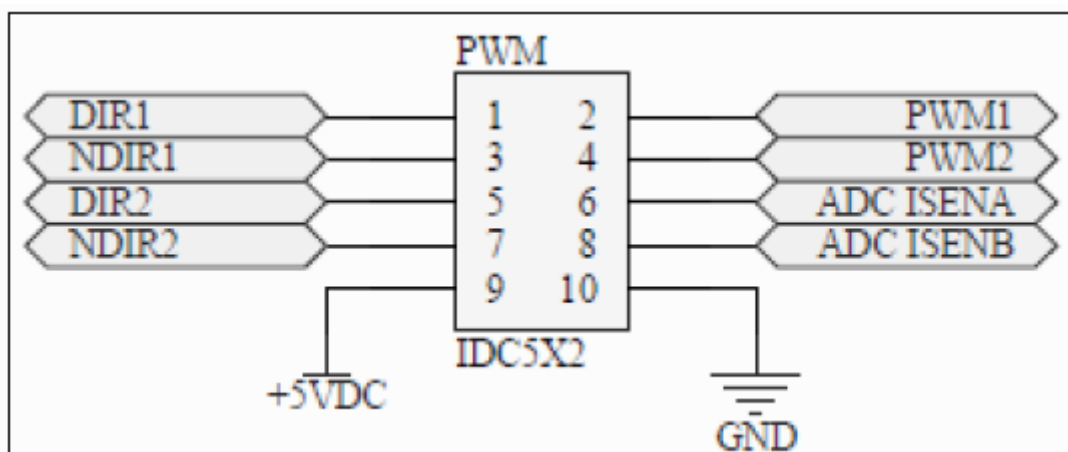 PWM
DIR1 1 2 PWM1
NDIR1 3 4 PWM2
DIR2 5 6 ADC ISENA
NDIR2 7 8 ADC ISENB
9 10
IDC5X2
+5VDC
GND